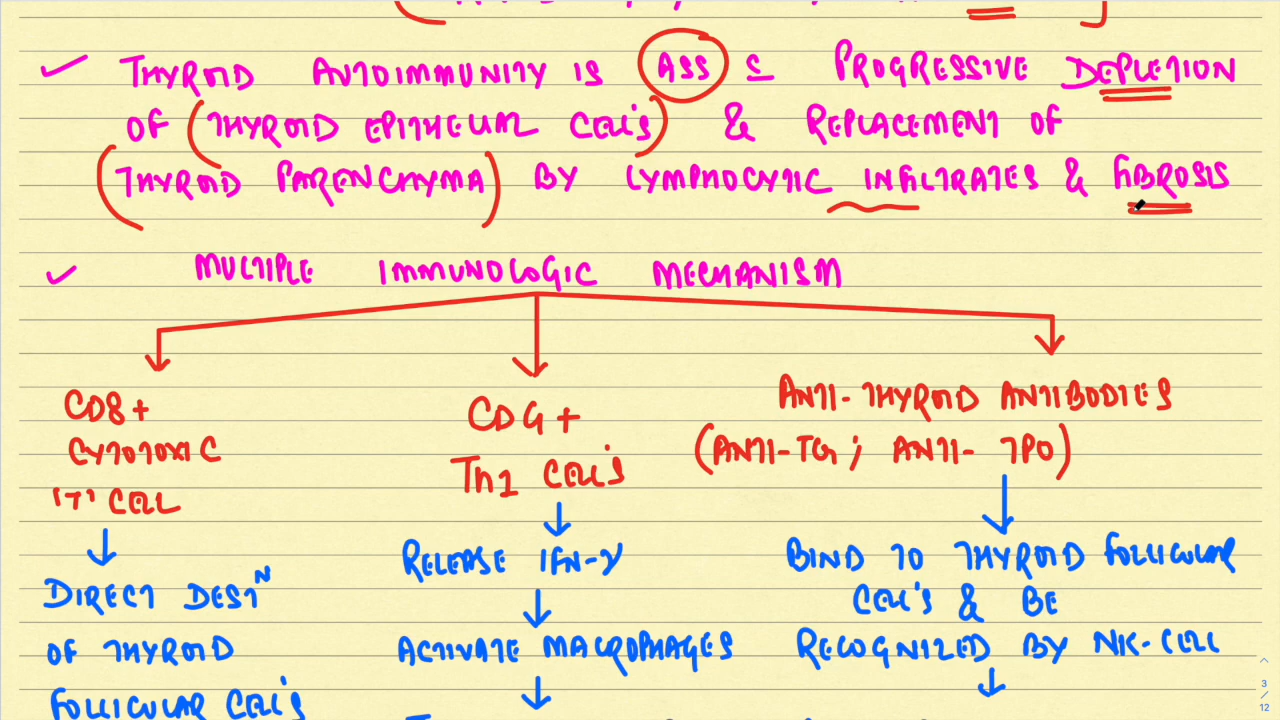 ✓ THYROID AUTOIMMUNITY IS ASS c̄ PROGRESSIVE DEPLETION
OF (THYROID EPITHELIAL CELL'S) & REPLACEMENT OF
(THYROID PARENCHYMA) BY LYMPHOCYTIC INFILTRATES & FIBROSIS
✓ MULTIPLE IMMUNOLOGIC MECHANISM
CD8+
CYTOTOXIC
'T' CELL
↓
DIRECT DESTᴺ
OF THYROID
FOLLICULAR CELL'S
CD4+
Th1 CELL'S
↓
RELEASE IFN-γ
↓
ACTIVATE MACROPHAGES
↓
ANTI-THYROID ANTIBODIES
(ANTI-TG; ANTI-TPO)
↓
BIND TO THYROID FOLLICULAR
CELL'S & BE
RECOGNIZED BY NK-CELL
↓
3
/
12